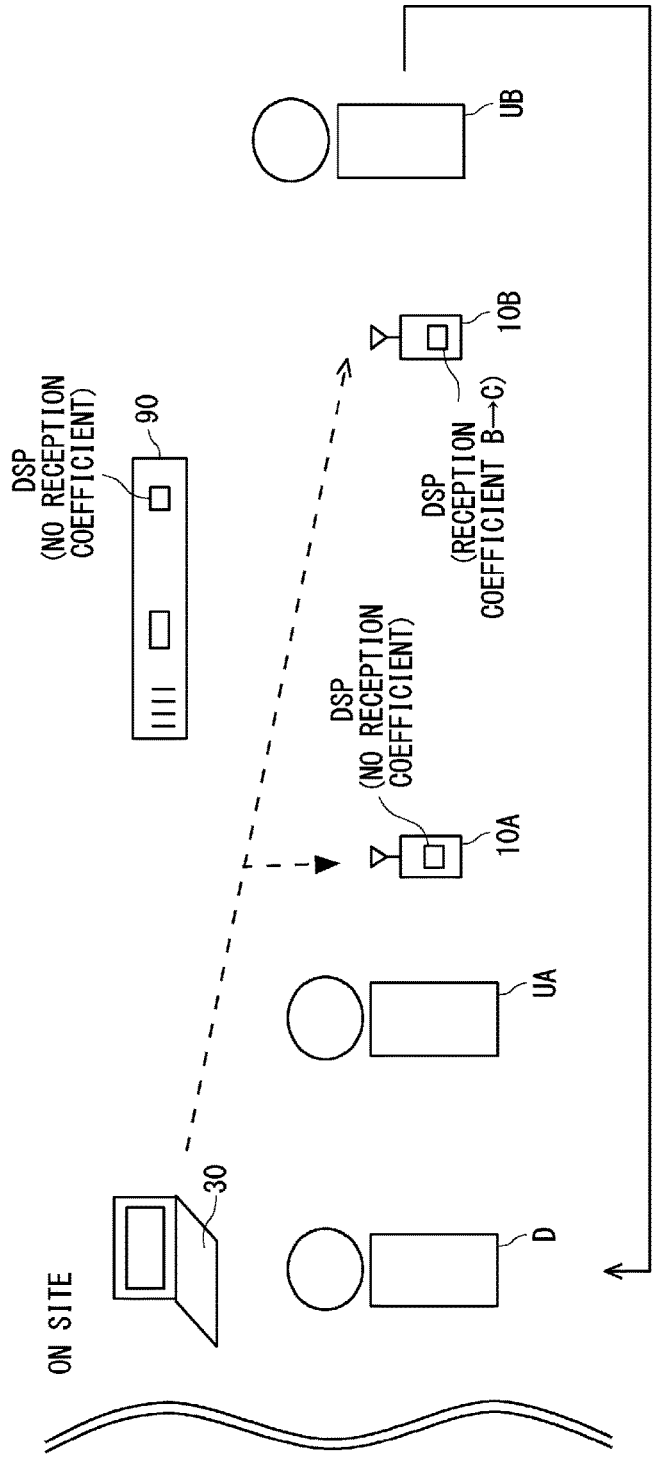 ON SITE
30
D
UA
DSP
(NO RECEPTION
COEFFICIENT)
10A
DSP
(NO RECEPTION
COEFFICIENT)
90
DSP
(RECEPTION
COEFFICIENT B→C)
10B
UB